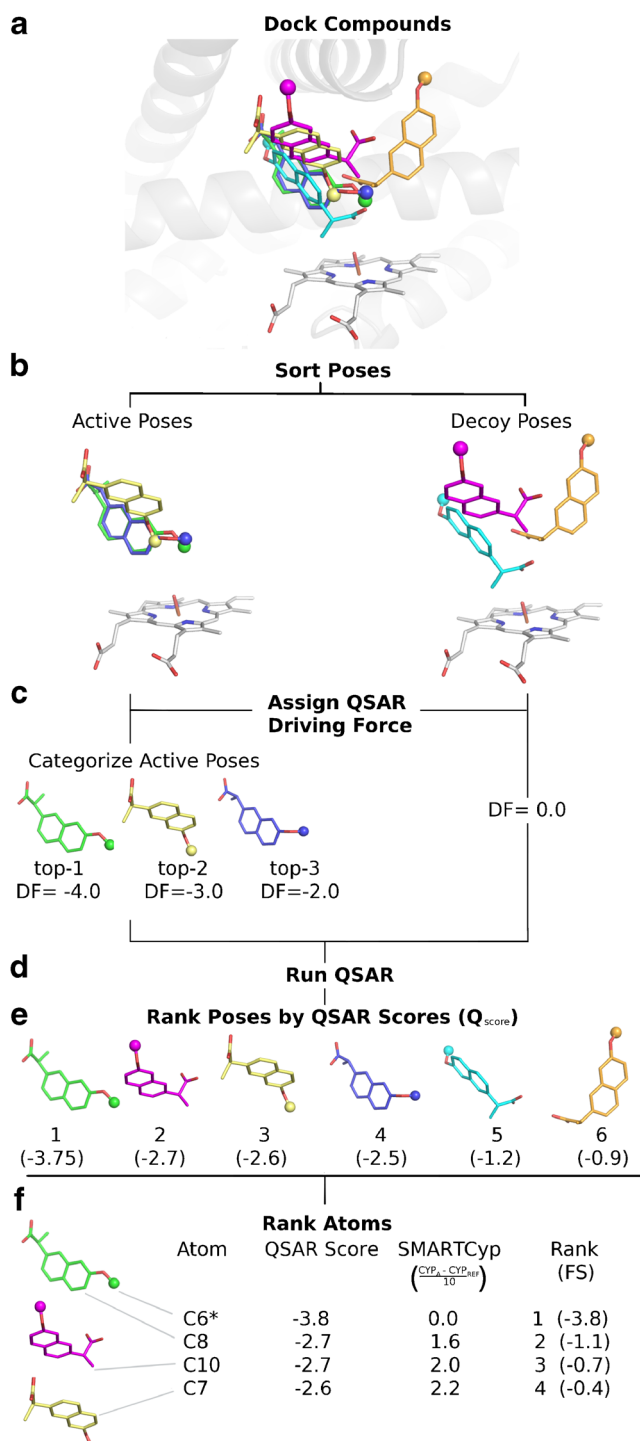 a
Dock Compounds
b
Sort Poses
Active Poses Decoy Poses
c
Assign QSAR
Driving Force
Categorize Active Poses
DF= 0.0
top-1 top-2 top-3
DF= -4.0 DF=-3.0 DF=-2.0
d
Run QSAR
e
Rank Poses by QSAR Scores (Qscore)
1 2 3 4 5 6
(-3.75) (-2.7) (-2.6) (-2.5) (-1.2) (-0.9)
f
Rank Atoms
Atom QSAR Score SMARTCyp Rank
(CYPA - CYPREF / 10) (FS)
C6* -3.8 0.0 1 (-3.8)
C8 -2.7 1.6 2 (-1.1)
C10 -2.7 2.0 3 (-0.7)
C7 -2.6 2.2 4 (-0.4)